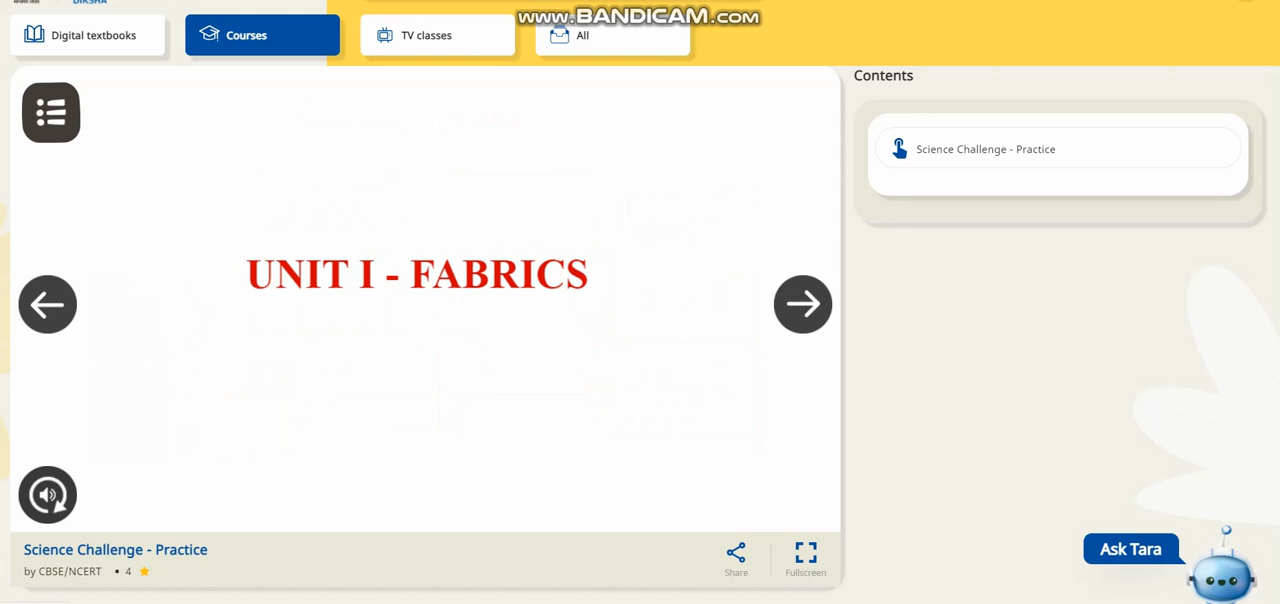 DIKSHA
www.BANDICAM.com
Digital textbooks
Courses
TV classes
All
Contents
Science Challenge - Practice
UNIT I - FABRICS
Science Challenge - Practice
by CBSE/NCERT • 4
Share
Fullscreen
Ask Tara